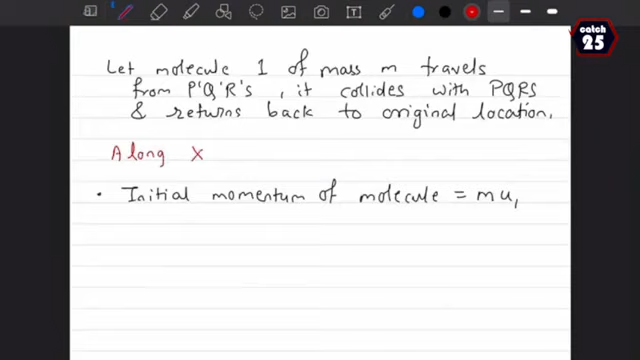 catch
25
Let molecule 1 of mass m travels
from P'Q'R'S, it collides with PQRS
& returns back to original location.
Along X
• Initial momentum of molecule = mu₁